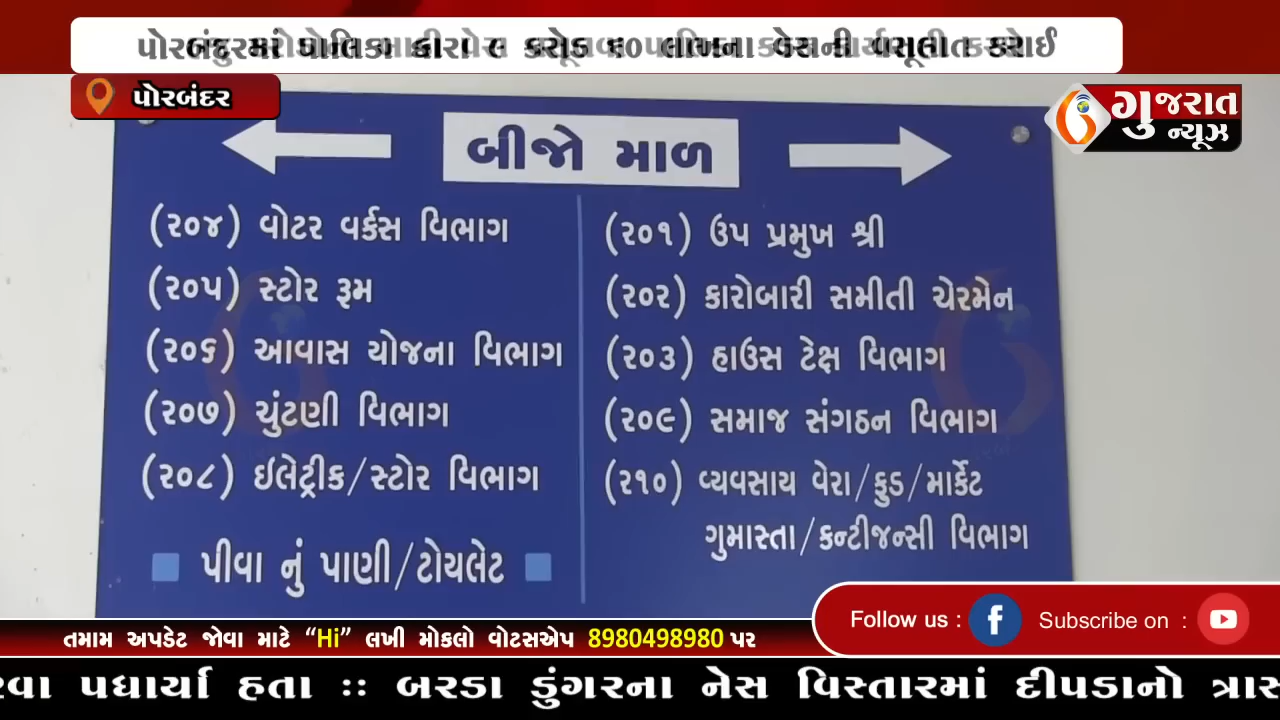 પોરબંદર
ગુજરાત
ન્યૂઝ
બીજો માળ
(૨૦૪) વોટર વર્કસ વિભાગ
(૨૦૫) સ્ટોર રૂમ
(૨૦૬) આવાસ યોજના વિભાગ
(૨૦૭) ચુંટણી વિભાગ
(૨૦૮) ઇલેટ્રીક/સ્ટોર વિભાગ
પીવા નું પાણી/ટોયલેટ
(૨૦૧) ઉપ પ્રમુખ શ્રી
(૨૦૨) કારોબારી સમીતી ચેરમેન
(૨૦૩) હાઉસ ટેક્ષ વિભાગ
(૨૦૯) સમાજ સંગઠન વિભાગ
(૨૧૦) વ્યવસાય વેરા/ફુડ/માર્કેટ
ગુમાસ્તા/કન્ટીજન્સી વિભાગ
Follow us :
Subscribe on :
તમામ અપડેટ જોવા માટે “Hi” લખી મોકલો વોટસએપ 8980498980 પર
પધાર્યા હતા :: બરડા ડુંગરના નેસ વિસ્તારમાં દીપડાનો ત્રાસ